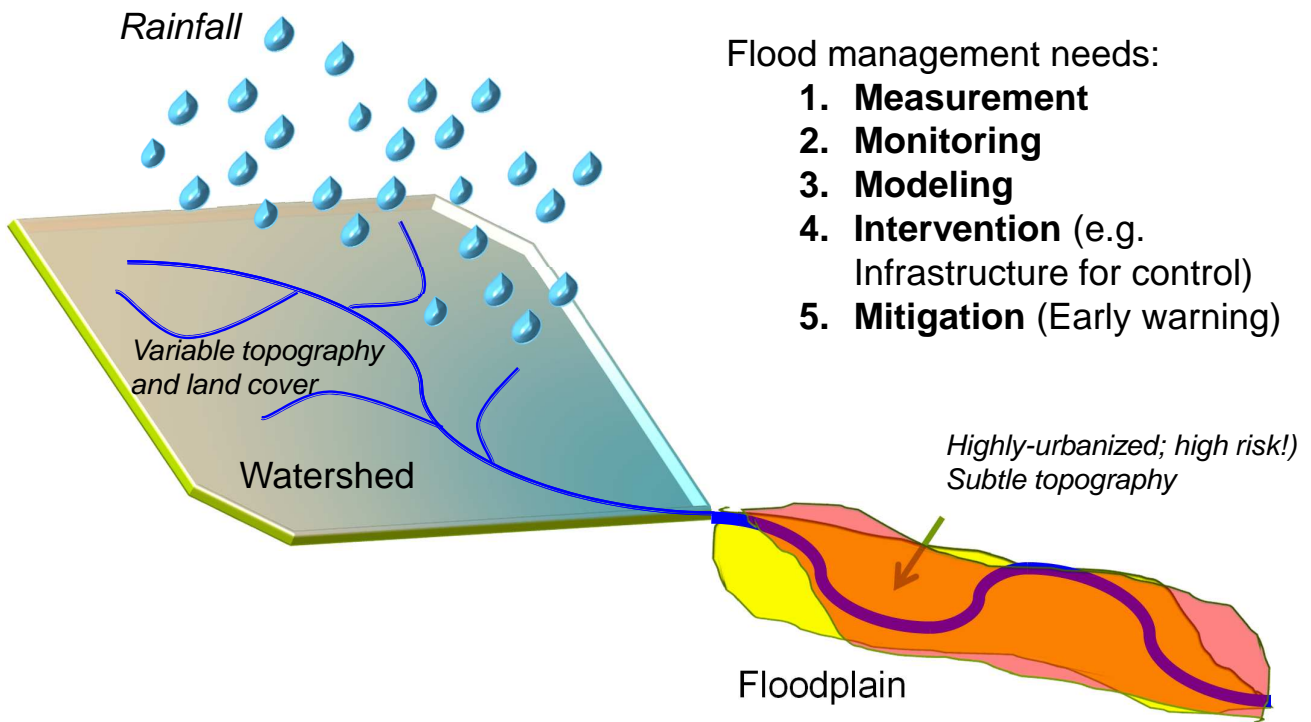 Rainfall
Flood management needs:
1. Measurement
2. Monitoring
3. Modeling
4. Intervention (e.g.
Infrastructure for control)
5. Mitigation (Early warning)
Variable topography
and land cover
Watershed
Highly-urbanized; high risk!)
Subtle topography
Floodplain